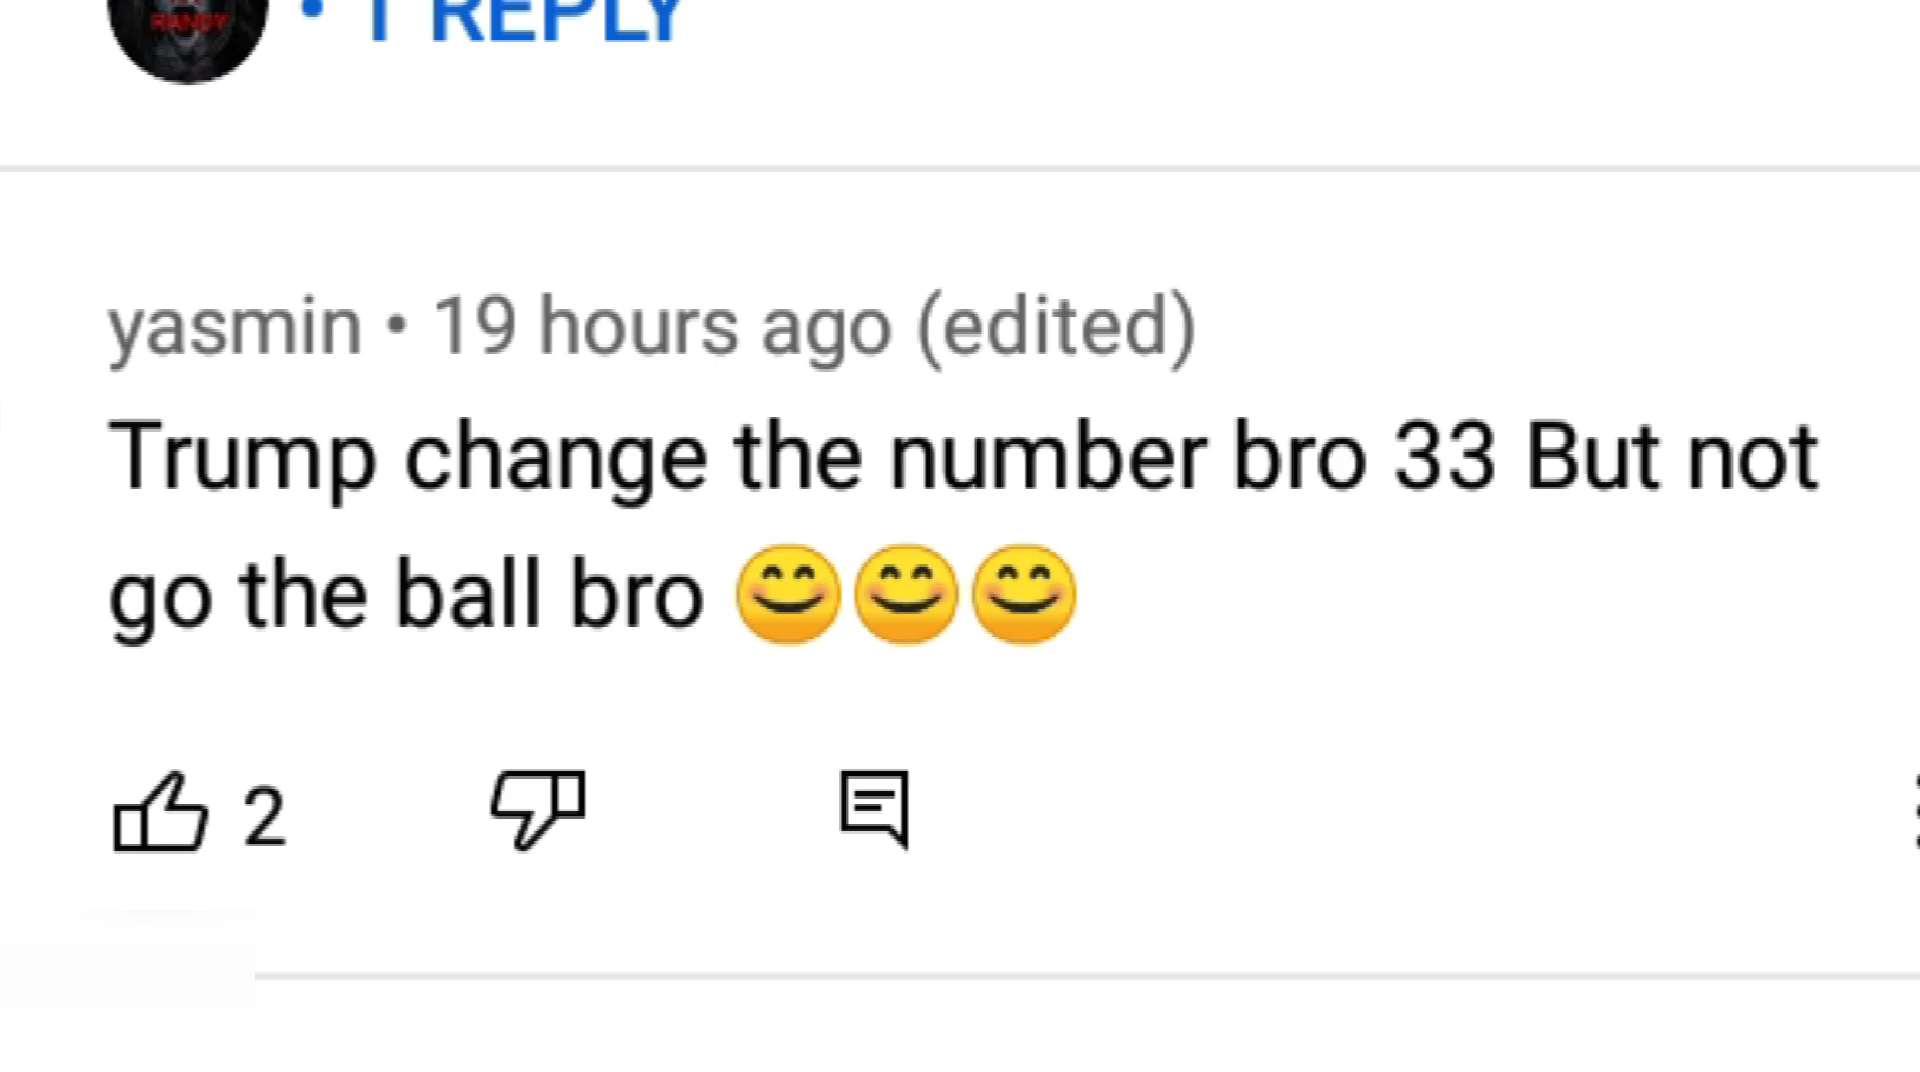 RANDY
• 1 REPLY
yasmin • 19 hours ago (edited)
Trump change the number bro 33 But not
go the ball bro 😊😊😊
2